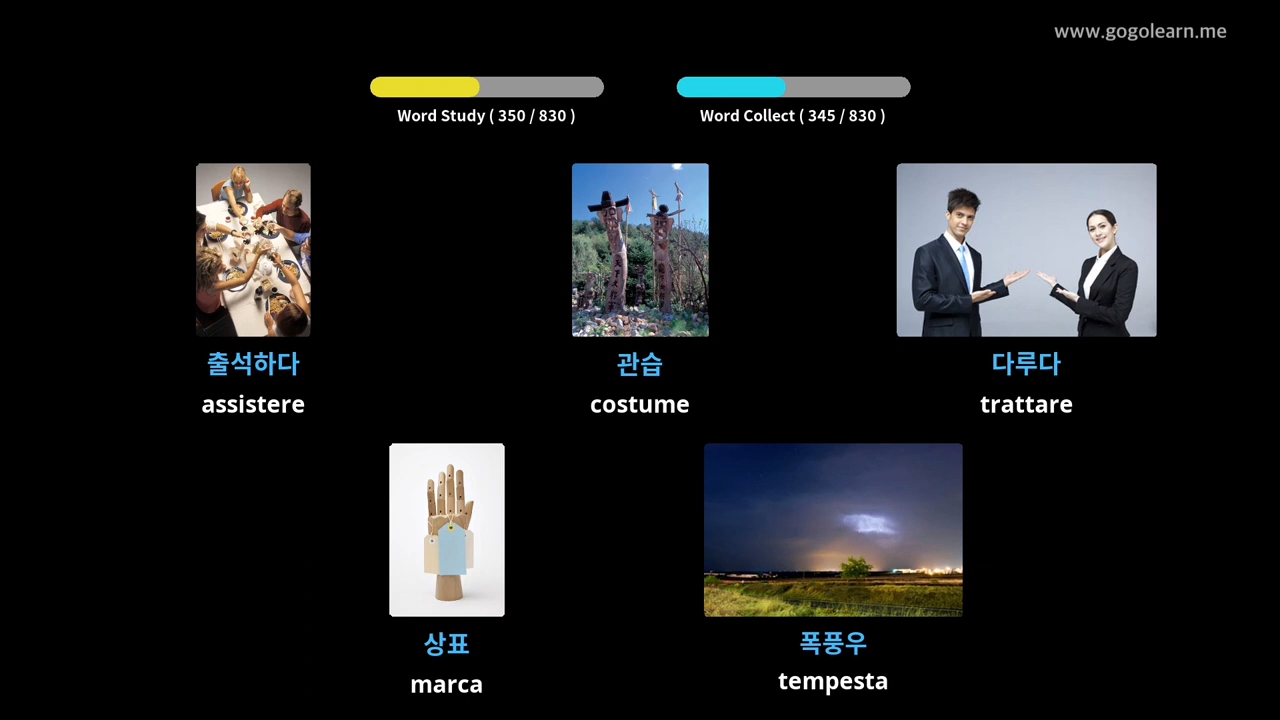 www.gogolearn.me
Word Study ( 350 / 830 )
Word Collect ( 345 / 830 )
출석하다
assistere
관습
costume
다루다
trattare
상표
marca
폭풍우
tempesta